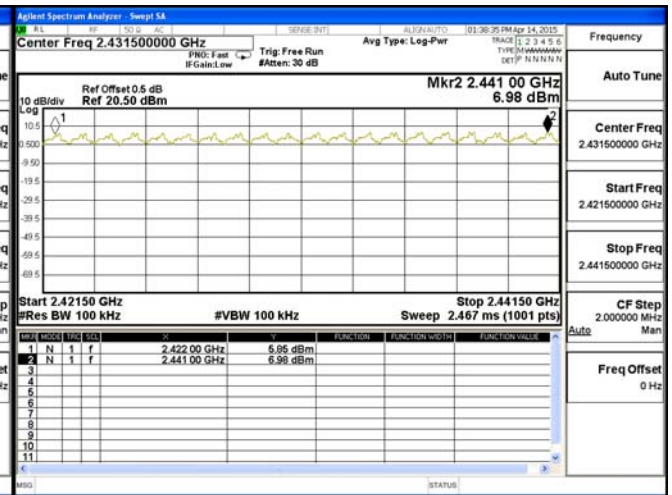 Agilent Spectrum Analyzer - Swept SA
RL RF 50 Ω AC SENSE:INT ALIGNAUTO 01:38:35 PM Apr 14, 2015
Center Freq 2.431500000 GHz
PNO: Fast
IFGain:Low
Trig: Free Run
#Atten: 30 dB
Avg Type: Log-Pwr
TRACE 1 2 3 4 5 6
TYPE
DET P N N N N N
Ref Offset 0.5 dB
10 dB/div Ref 20.50 dBm
Log
Mkr2 2.441 00 GHz
6.98 dBm
1
2
10.5
0.500
-9.50
-19.5
-29.5
-39.5
-49.5
-59.5
-69.5
Start 2.42150 GHz Stop 2.44150 GHz
#Res BW 100 kHz #VBW 100 kHz Sweep 2.467 ms (1001 pts)
MKR MODE TRC SCL X Y FUNCTION FUNCTION WIDTH FUNCTION VALUE
1 N 1 f 2.422 00 GHz 5.85 dBm
2 N 1 f 2.441 00 GHz 6.98 dBm
3
4
5
6
7
8
9
10
11
MSG STATUS
Frequency
Auto Tune
Center Freq
2.431500000 GHz
Start Freq
2.421500000 GHz
Stop Freq
2.441500000 GHz
CF Step
2.000000 MHz
Auto Man
Freq Offset
0 Hz